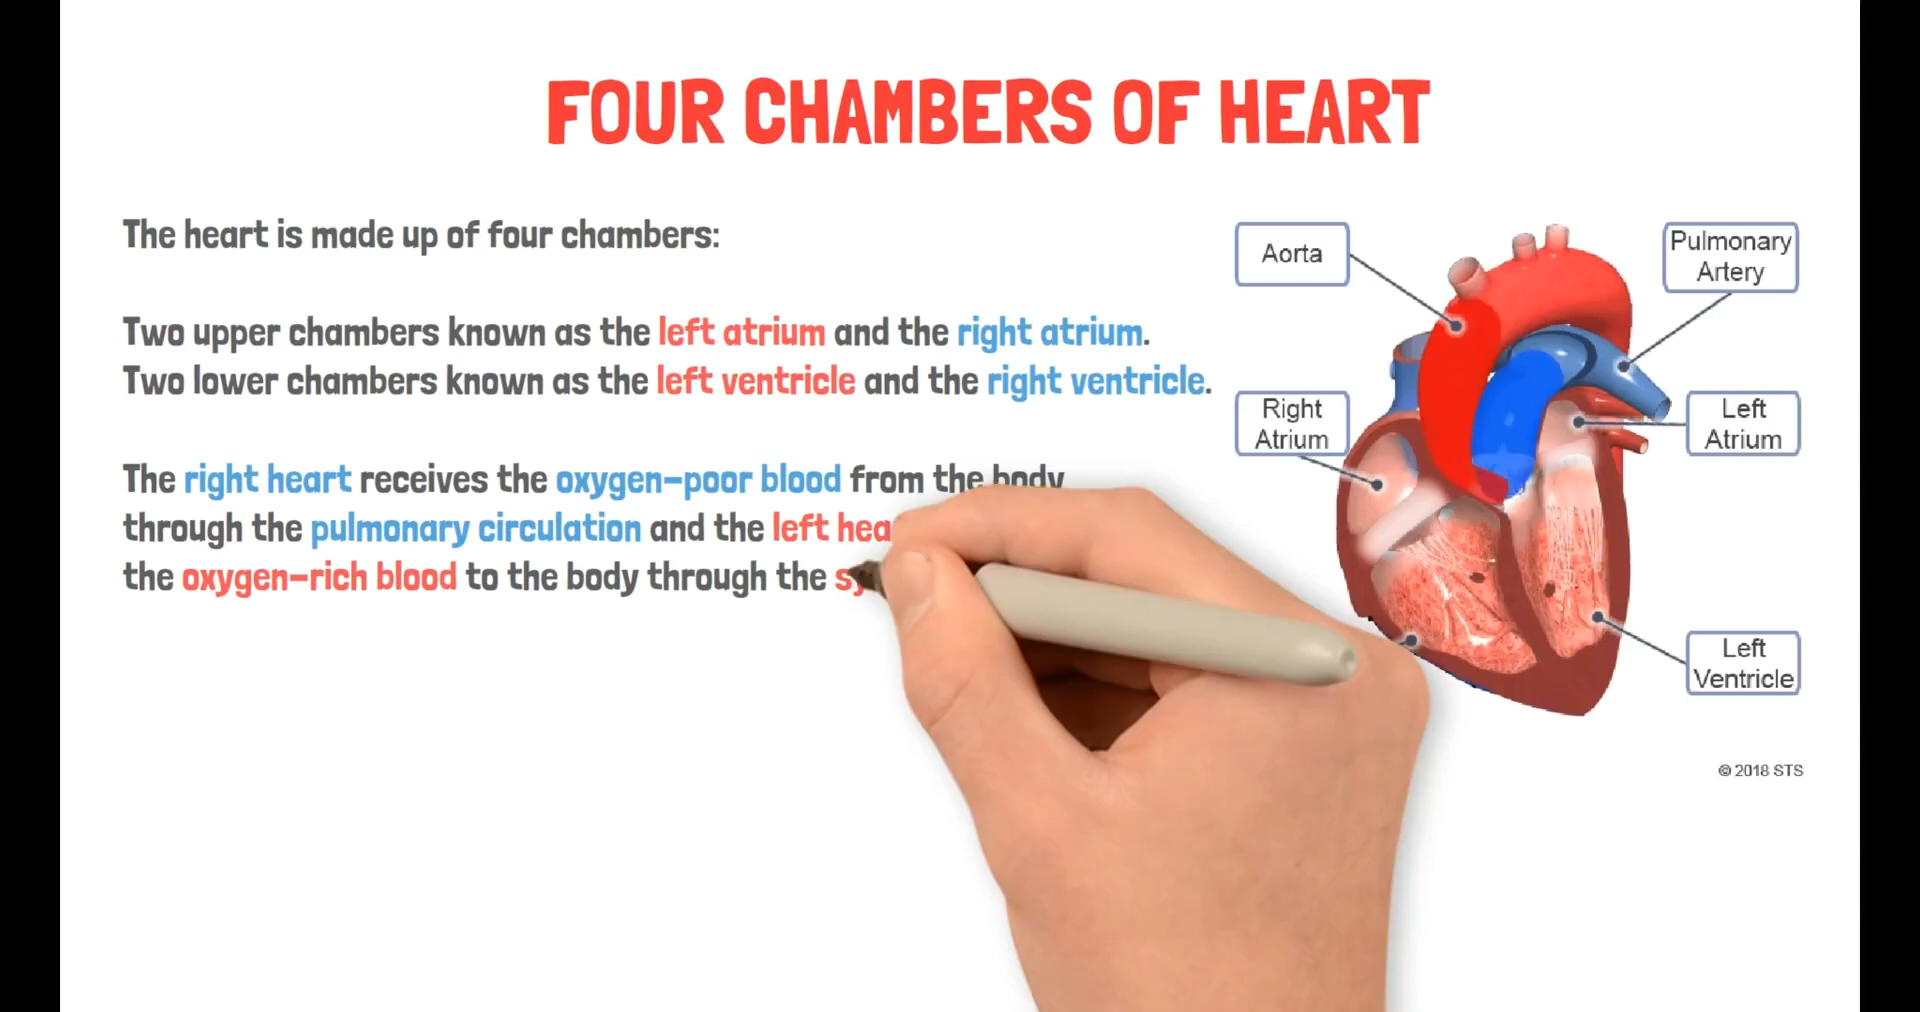 FOUR CHAMBERS OF HEART
The heart is made up of four chambers:
Two upper chambers known as the left atrium and the right atrium.
Two lower chambers known as the left ventricle and the right ventricle.
The right heart receives the oxygen-poor blood from the body
through the pulmonary circulation and the left
the oxygen-rich blood to the body through the
Aorta
Pulmonary
Artery
Right
Atrium
Left
Atrium
Left
Ventricle
© 2018 STS